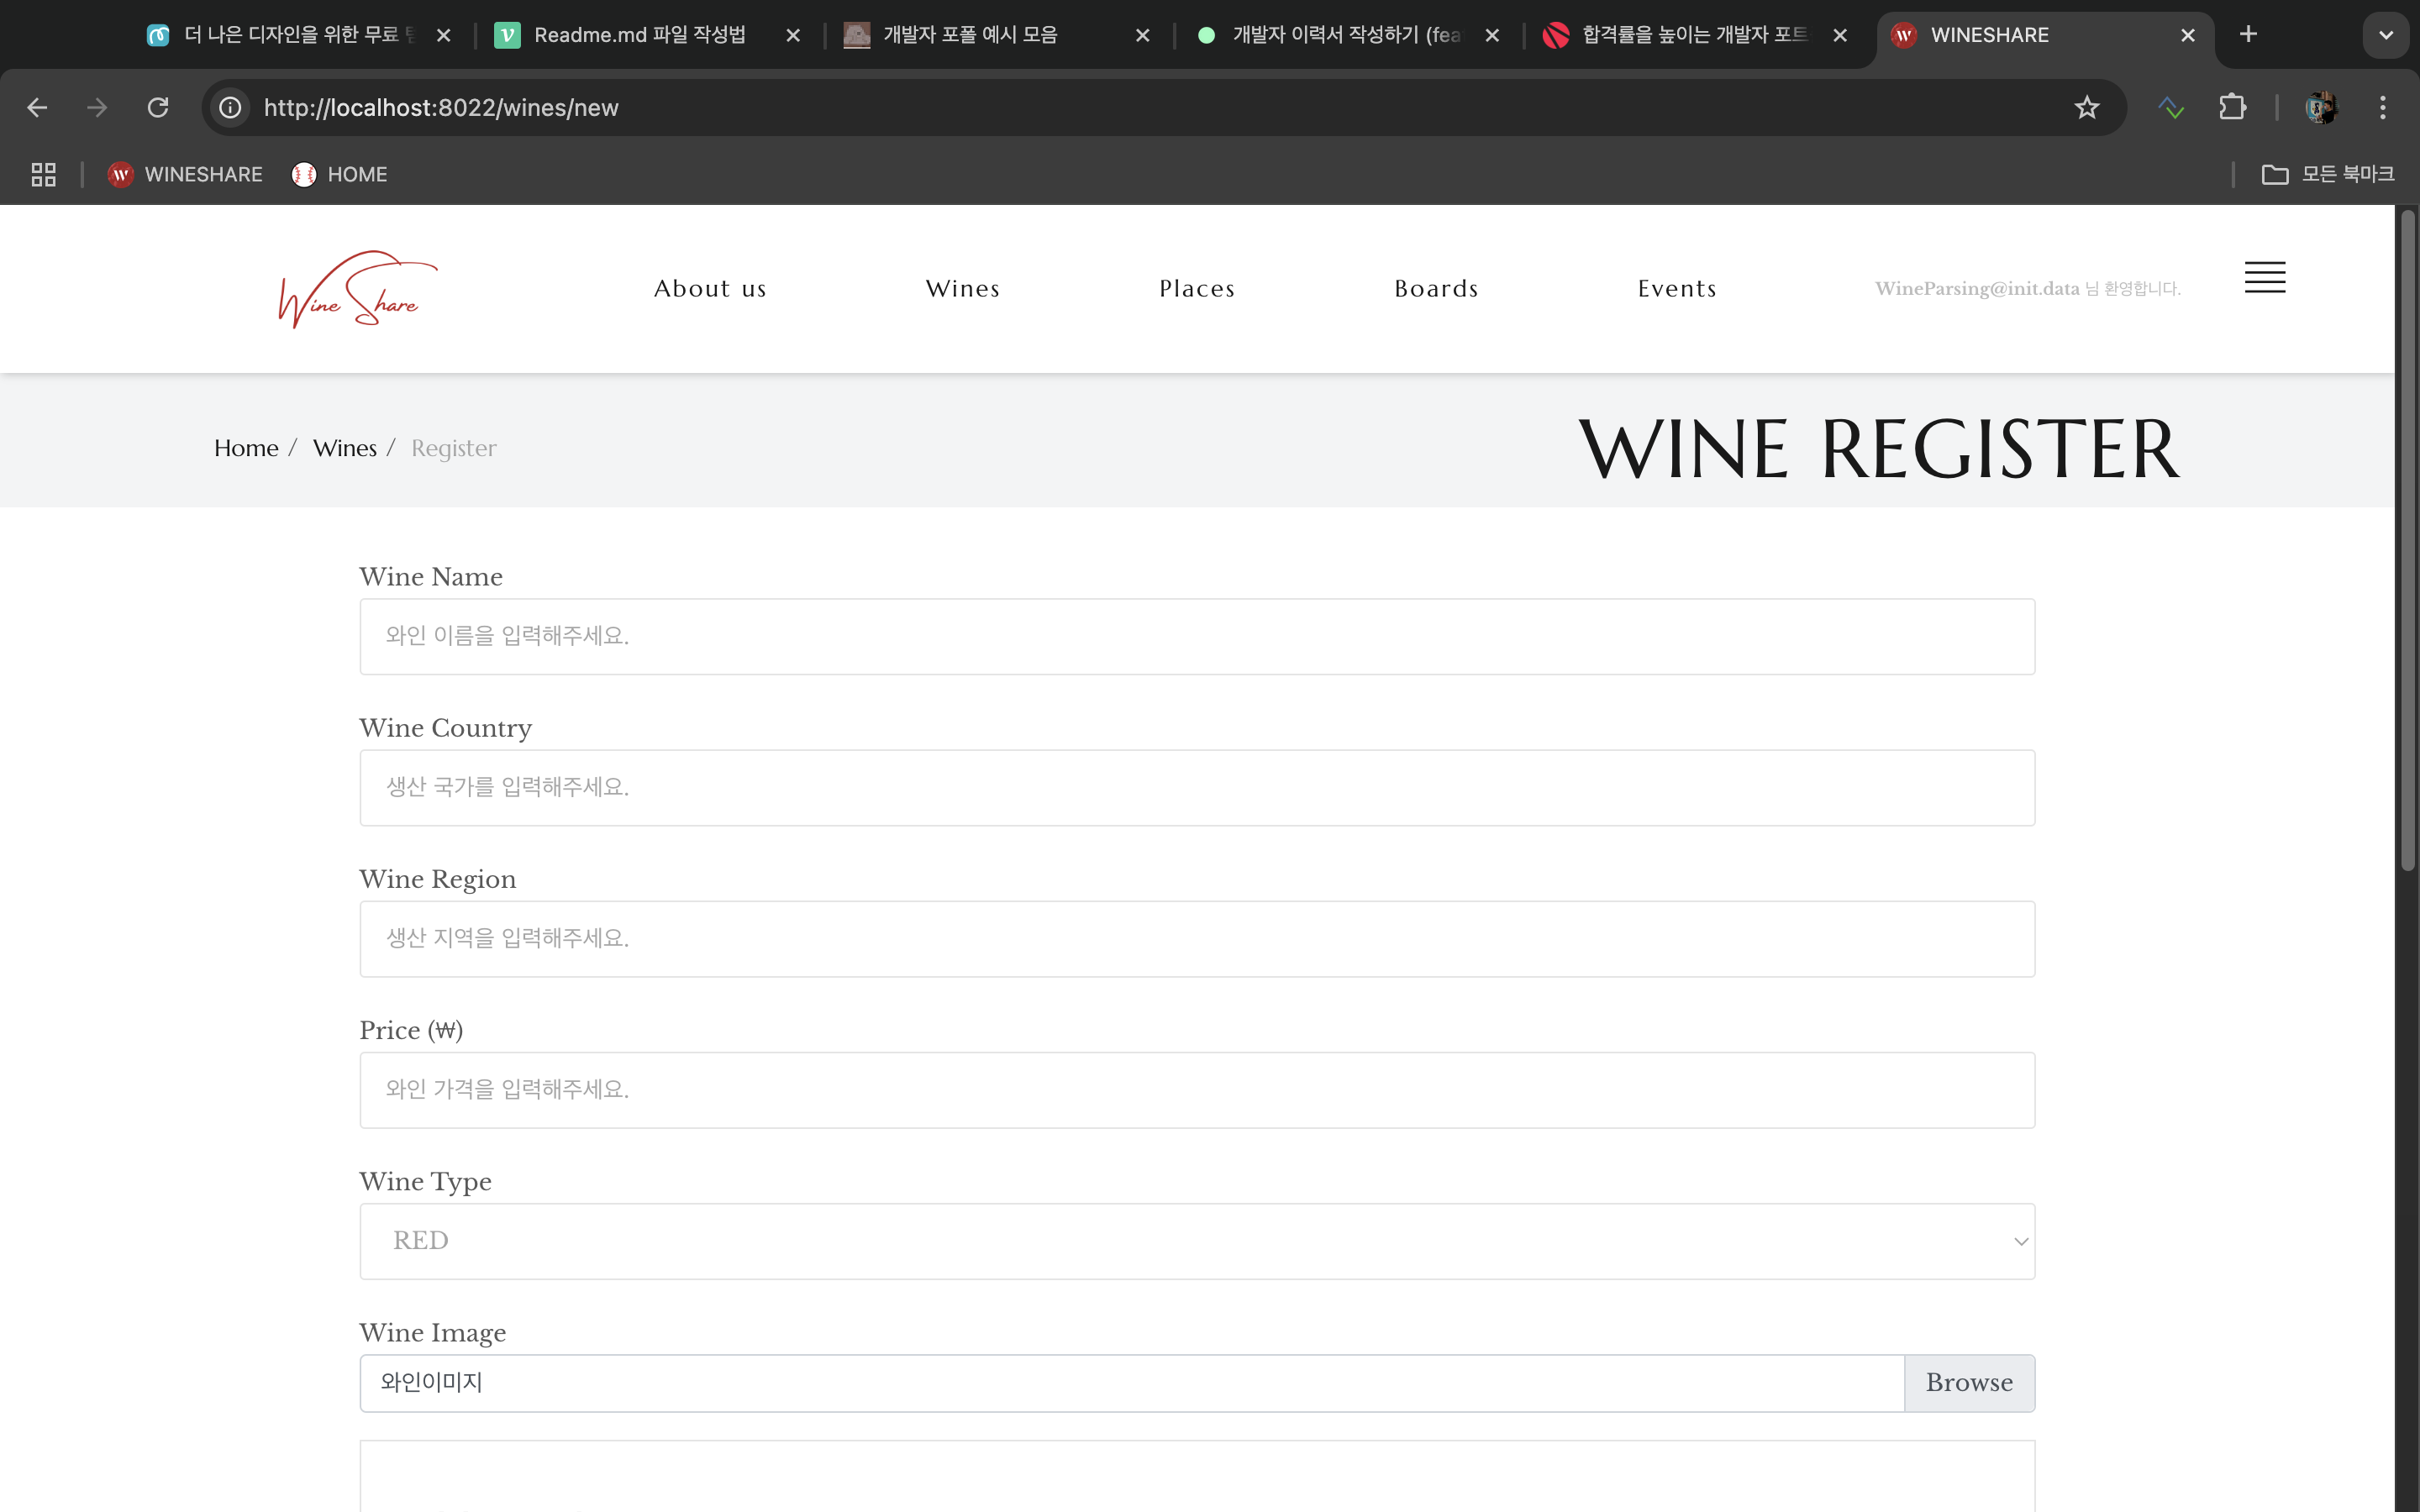 더 나은 디자인을 위한 무료
Readme.md 파일 작성법
개발자 포폴 예시 모음
개발자 이력서 작성하기 (fea
합격률을 높이는 개발자 포트
WINESHARE
http://localhost:8022/wines/new
WINESHARE
HOME
모든 북마크
Wine Share
About us
Wines
Places
Boards
Events
WineParsing@init.data 님 환영합니다.
Home / Wines / Register
WINE REGISTER
Wine Name
와인 이름을 입력해주세요.
Wine Country
생산 국가를 입력해주세요.
Wine Region
생산 지역을 입력해주세요.
Price (₩)
와인 가격을 입력해주세요.
Wine Type
RED
Wine Image
와인이미지
Browse